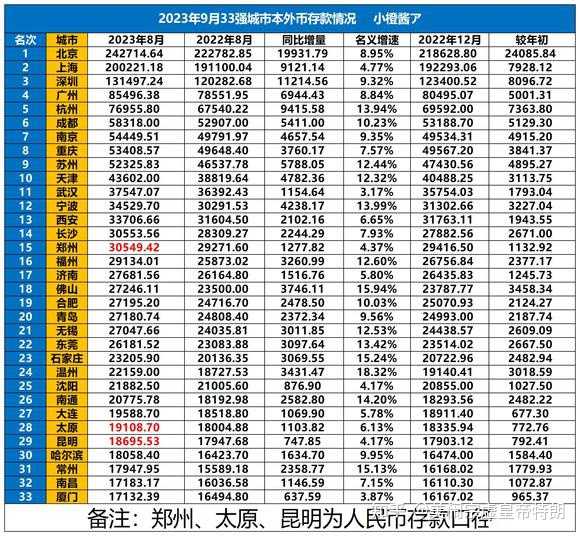 2023年9月33强城市本外币存款情况 小橙酱了
名次 城市 2023年8月 2022年8月 同比增量 名义增速 2022年12月 较年初
1 北京 242714.64 222782.85 19931.79 8.95% 218628.80 24085.84
2 上海 200221.18 191100.04 9121.14 4.77% 192293.06 7928.12
3 深圳 131497.24 120282.68 11214.56 9.32% 123400.52 8096.72
4 广州 85496.38 78551.95 6944.43 8.84% 80495.07 5001.31
5 杭州 76955.80 67540.22 9415.58 13.94% 69592.00 7363.80
6 成都 58318.00 52907.00 5411.00 10.23% 53188.70 5129.30
7 南京 54449.51 49791.97 4657.54 9.35% 49534.31 4915.20
8 重庆 53408.57 49648.40 3760.17 7.57% 49567.20 3841.37
9 苏州 52325.83 46537.78 5788.05 12.44% 47430.56 4895.27
10 天津 43602.00 38819.64 4782.36 12.32% 40488.25 3113.75
11 武汉 37547.07 36392.43 1154.64 3.17% 35754.03 1793.04
12 宁波 34529.70 30291.53 4238.17 13.99% 31302.66 3227.04
13 西安 33706.66 31604.50 2102.16 6.65% 31763.11 1943.55
14 长沙 30553.56 28309.27 2244.29 7.93% 27882.56 2671.00
15 郑州 30549.42 29271.60 1277.82 4.37% 29416.50 1132.92
16 福州 29134.01 25873.02 3260.99 12.60% 26756.84 2377.17
17 济南 27681.56 26164.80 1516.76 5.80% 26435.83 1245.73
18 佛山 27246.11 23500.00 3746.11 15.94% 23787.77 3458.34
19 合肥 27195.20 24716.70 2478.50 10.03% 25070.93 2124.27
20 青岛 27180.74 24808.40 2372.34 9.56% 24993.00 2187.74
21 无锡 27047.66 24035.81 3011.85 12.53% 24438.57 2609.09
22 东莞 26181.52 23083.88 3097.64 13.42% 23514.02 2667.50
23 石家庄 23205.90 20136.35 3069.55 15.24% 20722.96 2482.94
24 温州 22159.00 18727.53 3431.47 18.32% 19140.41 3018.59
25 沈阳 21882.50 21005.60 876.90 4.17% 20855.00 1027.50
26 南通 20775.78 18192.98 2582.80 14.20% 18293.56 2482.22
27 大连 19588.70 18518.80 1069.90 5.78% 18911.40 677.30
28 太原 19108.70 18004.88 1103.82 6.13% 18335.94 772.76
29 昆明 18695.53 17947.68 747.85 4.17% 17903.12 792.41
30 哈尔滨 18058.40 16423.70 1634.70 9.95% 16474.00 1584.40
31 常州 17947.95 15589.18 2358.77 15.13% 16168.02 1779.93
32 南昌 17183.17 16036.58 1146.59 7.15% 16110.30 1072.87
33 厦门 17132.39 16494.80 637.59 3.87% 16167.02 965.37
备注：郑州、太原、昆明为人民币存款口径